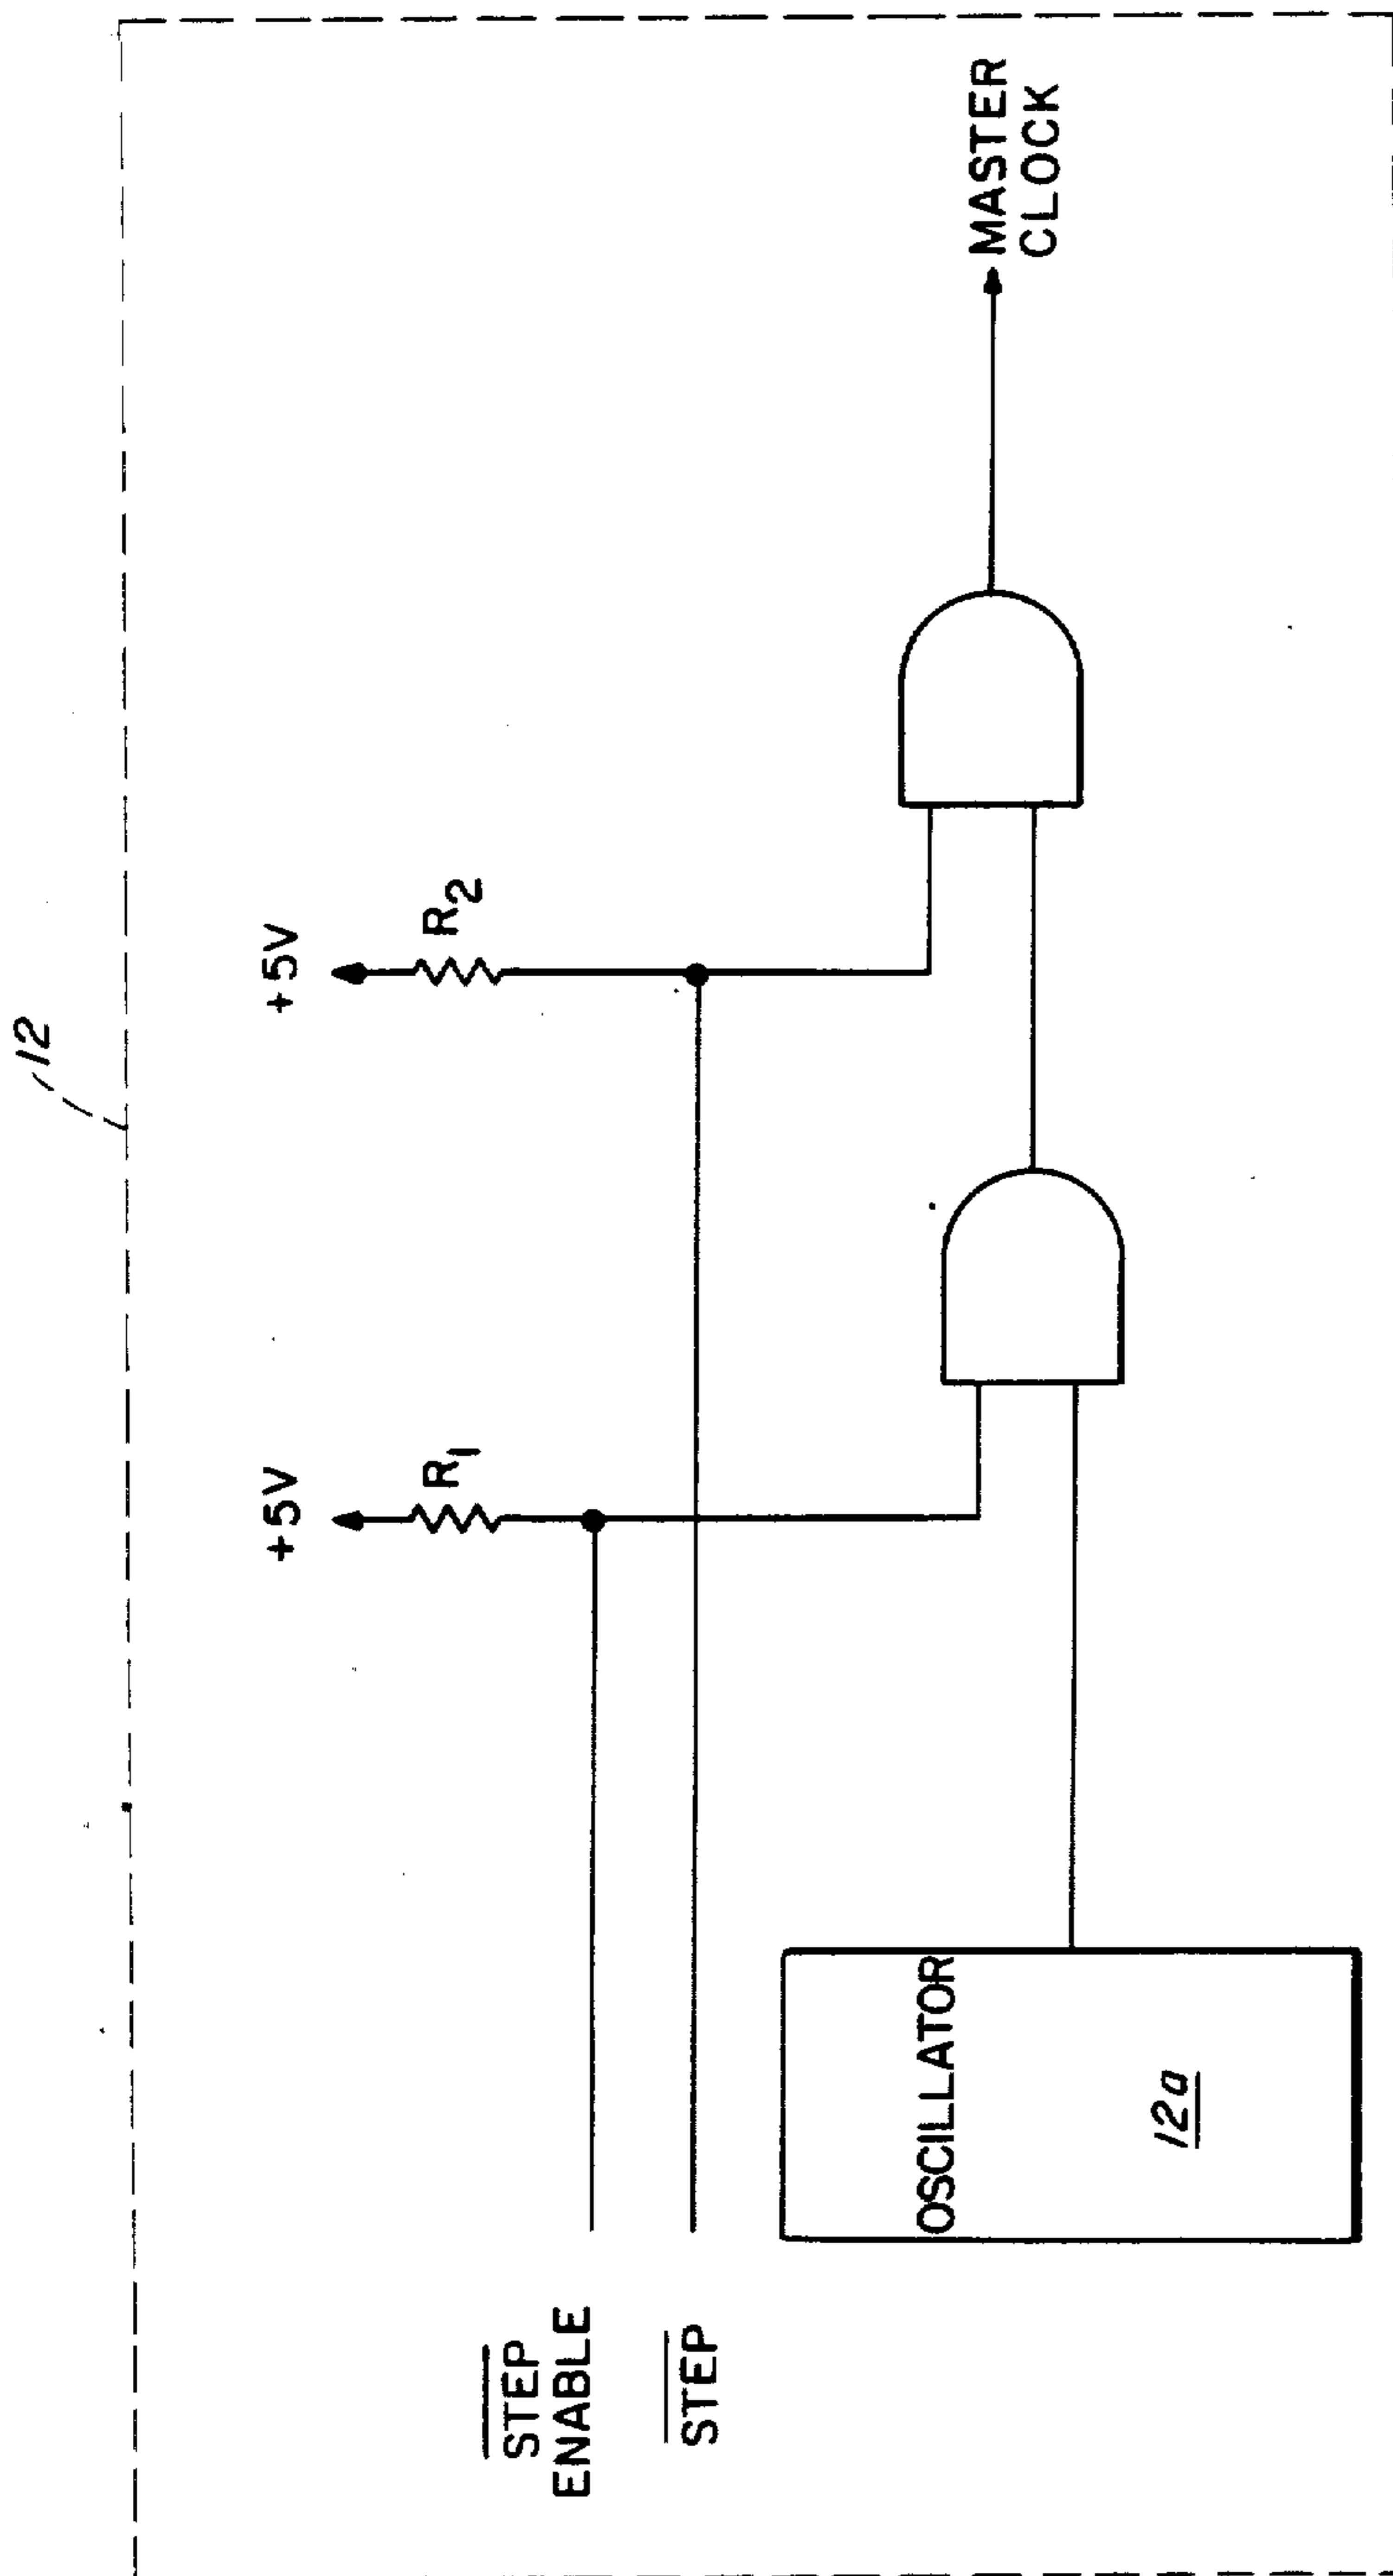 12
+5V
+5V
R1
R2
STEP
ENABLE
STEP
MASTER
CLOCK
OSCILLATOR
12a